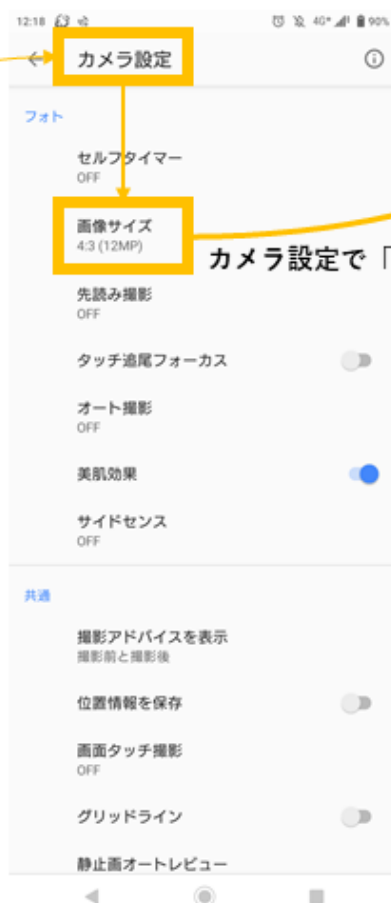 12:18 4G+ 90%
カメラ設定
フォト
セルフタイマー
OFF
画像サイズ
4:3 (12MP)
カメラ設定で「
先読み撮影
OFF
タッチ追尾フォーカス
オート撮影
OFF
美肌効果
サイドセンス
OFF
共通
撮影アドバイスを表示
撮影前と撮影後
位置情報を保存
画面タッチ撮影
OFF
グリッドライン
静止画オートレビュー